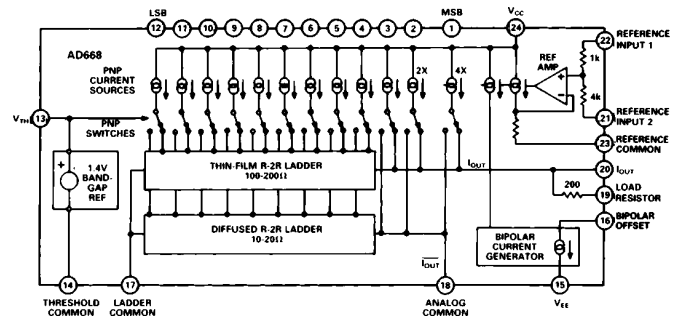 LSB
MSB
VCC
12
11
10
9
8
7
6
5
4
3
2
1
24
22
REFERENCE
INPUT 1
AD668
PNP
CURRENT
SOURCES
2X
4X
REF
AMP
1k
4k
+
-
VTH
13
PNP
SWITCHES
21
REFERENCE
INPUT 2
23
REFERENCE
COMMON
+
-
1.4V
BAND-
GAP
REF
THIN-FILM R-2R LADDER
100-200Ω
IOUT
20
IOUT
200
19
LOAD
RESISTOR
16
BIPOLAR
OFFSET
DIFFUSED R-2R LADDER
10-20Ω
IOUT
BIPOLAR
CURRENT
GENERATOR
14
17
18
15
THRESHOLD
COMMON
LADDER
COMMON
ANALOG
COMMON
VEE